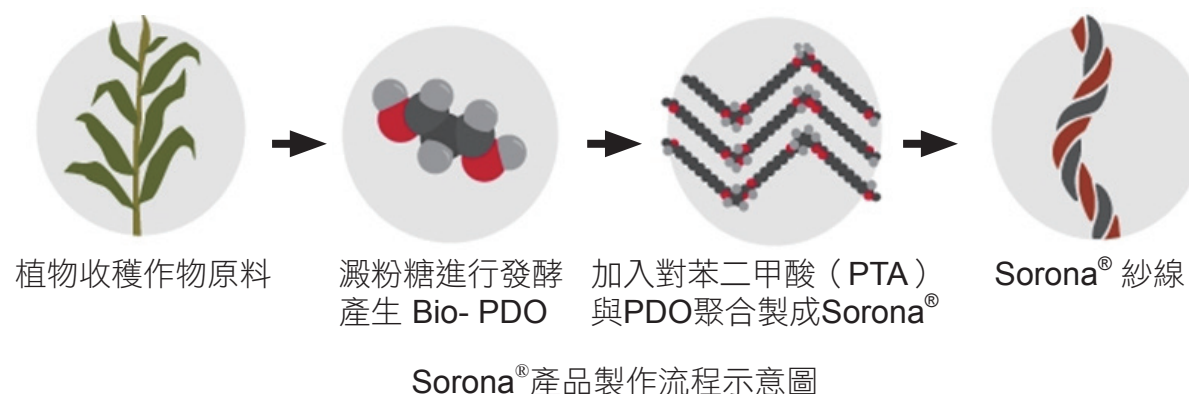 植物收穫作物原料
澱粉糖進行發酵
產生 Bio- PDO
加入對苯二甲酸（PTA）
與PDO聚合製成Sorona®
Sorona® 紗線
Sorona®產品製作流程示意圖